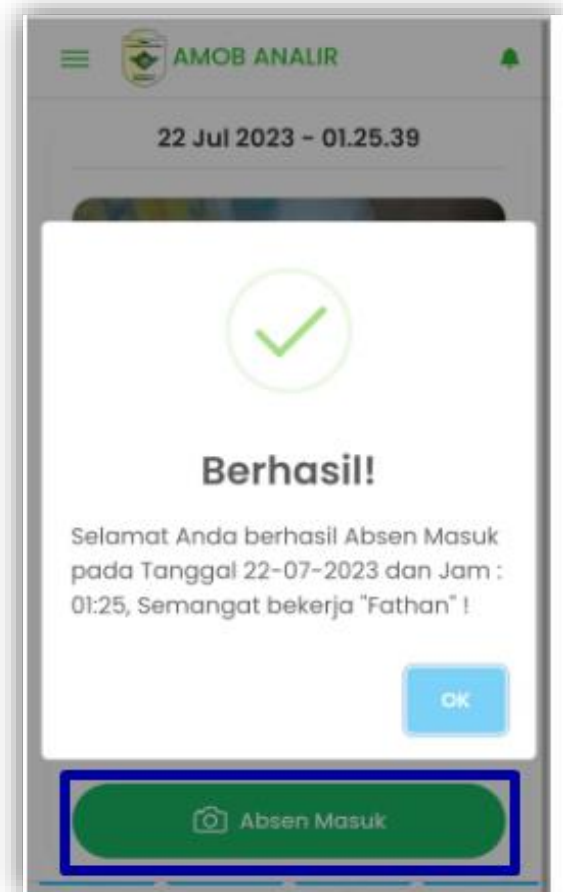 AMOB ANALIR
22 Jul 2023 - 01.25.39
Berhasil!
Selamat Anda berhasil Absen Masuk
pada Tanggal 22-07-2023 dan Jam :
01:25, Semangat bekerja "Fathan" !
OK
Absen Masuk